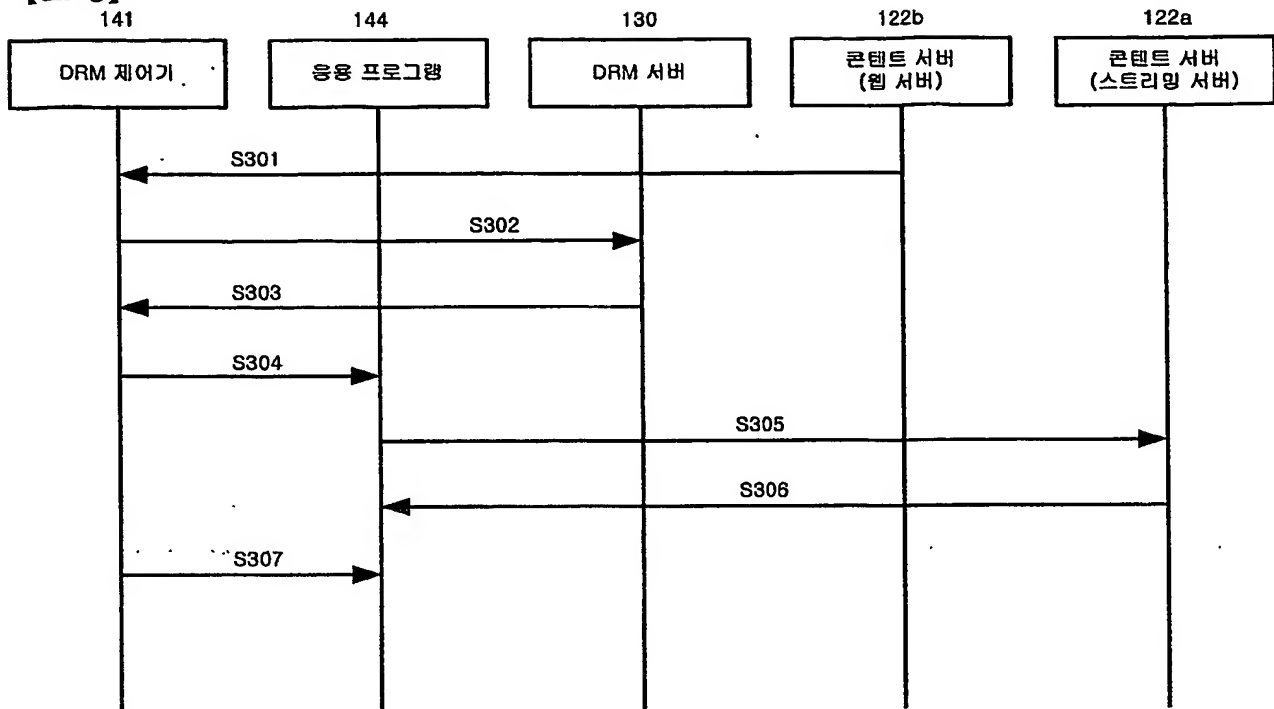 141 144 130 122b 122a
DRM 제어기 응용 프로그램 DRM 서버 콘텐트 서버 콘텐트 서버
(웹 서버) (스트리밍 서버)
S301
S302
S303
S304
S305
S306
S307